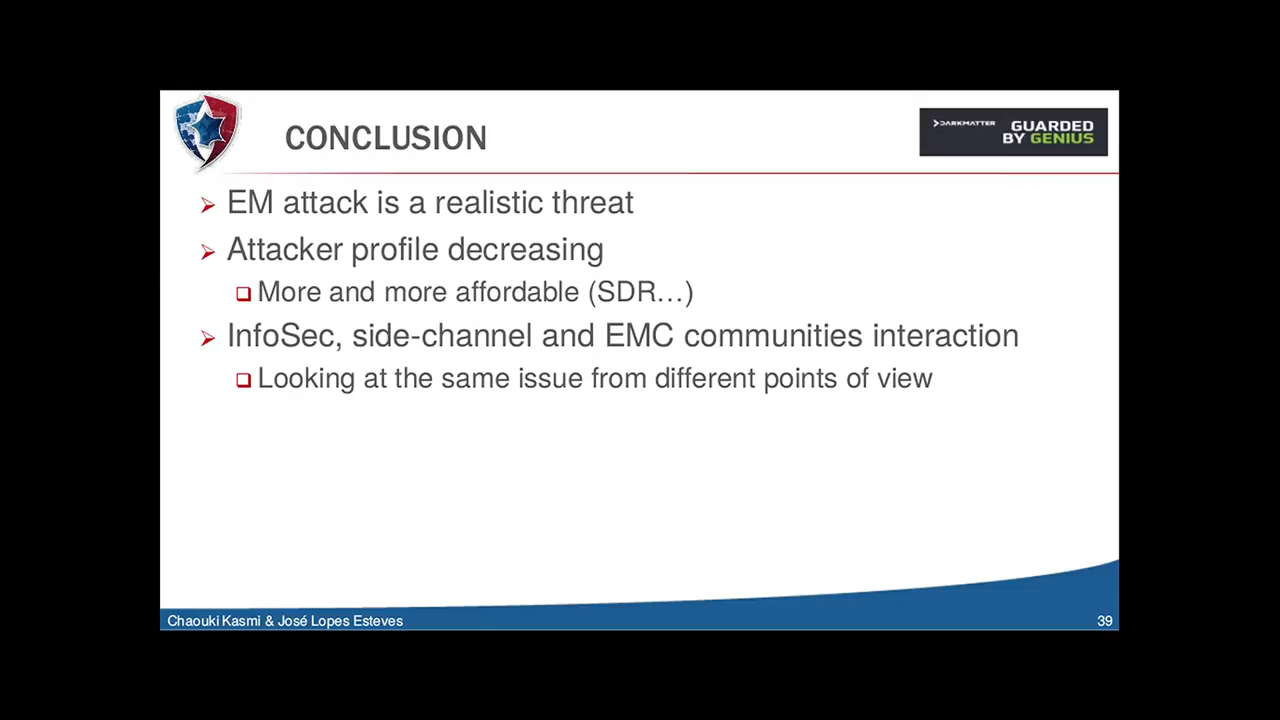 CONCLUSION
DARKMATTER
GUARDED
BY GENIUS
EM attack is a realistic threat
Attacker profile decreasing
More and more affordable (SDR…)
InfoSec, side-channel and EMC communities interaction
Looking at the same issue from different points of view
Chaouki Kasmi & José Lopes Esteves
39